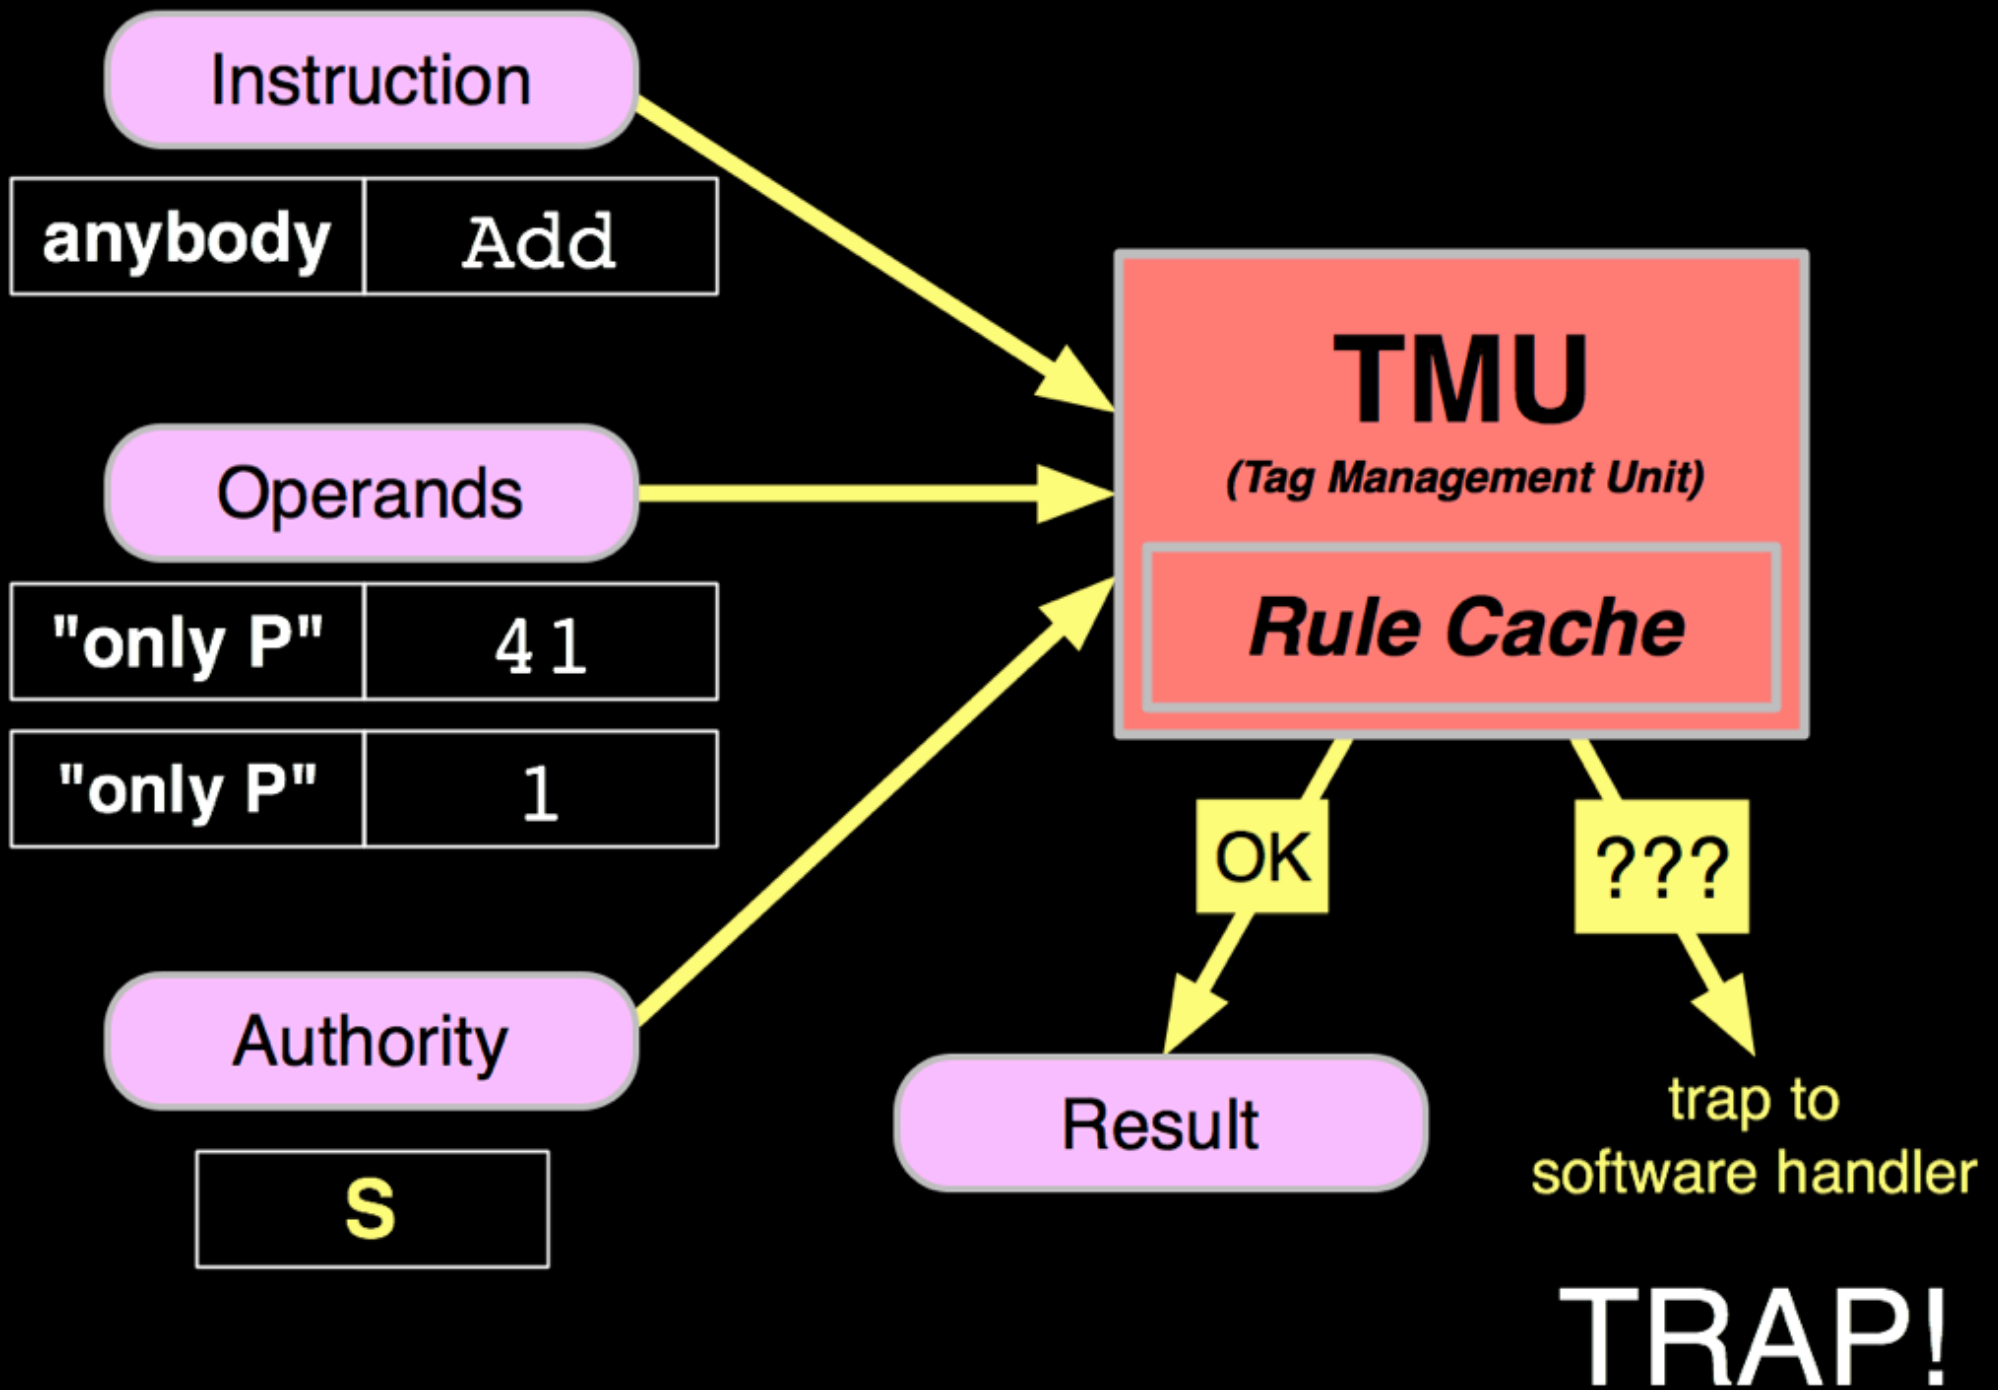 Instruction
anybody Add
Operands
"only P" 41
"only P" 1
Authority
S
TMU
(Tag Management Unit)
Rule Cache
OK
???
Result
trap to
software handler
TRAP!